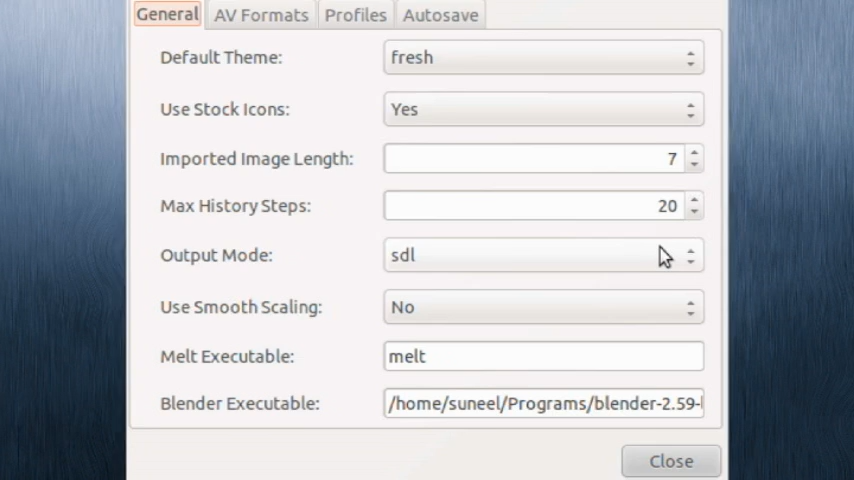 General AV Formats Profiles Autosave
Default Theme: fresh
Use Stock Icons: Yes
Imported Image Length: 7
Max History Steps: 20
Output Mode: sdl
Use Smooth Scaling: No
Melt Executable: melt
Blender Executable: /home/suneel/Programs/blender-2.59-
Close